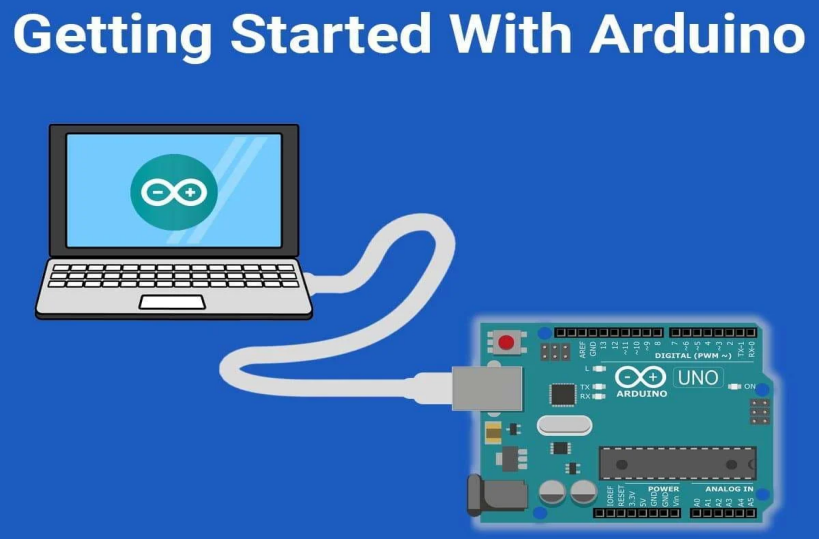 Getting Started With Arduino
AREF
GND
13
12
~11
~10
~9
8
7
~6
~5
4
~3
2
TX-1
RX-0
DIGITAL (PWM ~)
L
TX
RX
UNO
ON
ARDUINO
POWER
ANALOG IN
IOREF
RESET
3.3V
5V
GND
GND
Vin
A0
A1
A2
A3
A4
A5